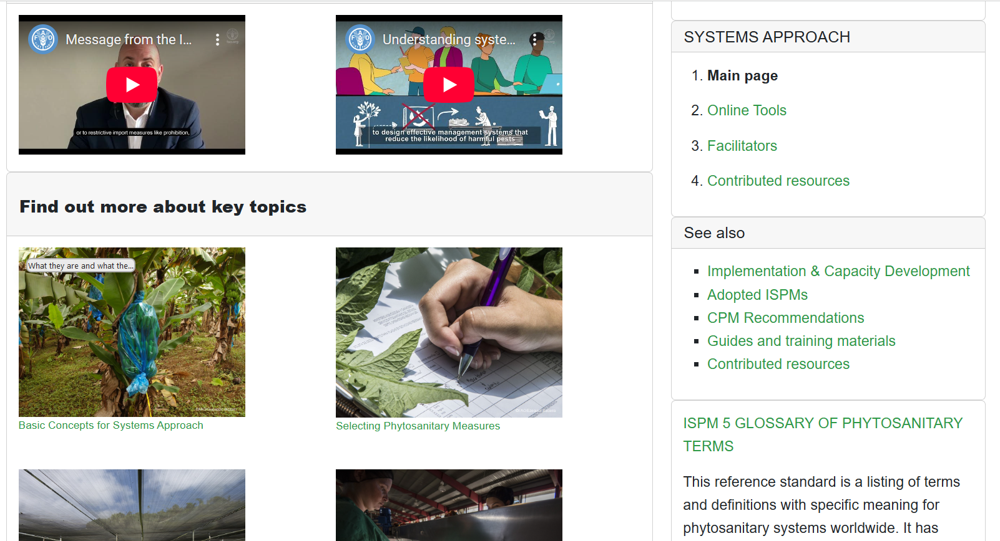 Message from the I...
or to restrictive import measures like prohibition,
Understanding syste...
to design effective management systems that
reduce the likelihood of harmful pests
Find out more about key topics
What they are and what the...
Basic Concepts for Systems Approach
Selecting Phytosanitary Measures
SYSTEMS APPROACH
1. Main page
2. Online Tools
3. Facilitators
4. Contributed resources
See also
Implementation & Capacity Development
Adopted ISPMs
CPM Recommendations
Guides and training materials
Contributed resources
ISPM 5 GLOSSARY OF PHYTOSANITARY
TERMS
This reference standard is a listing of terms
and definitions with specific meaning for
phytosanitary systems worldwide. It has